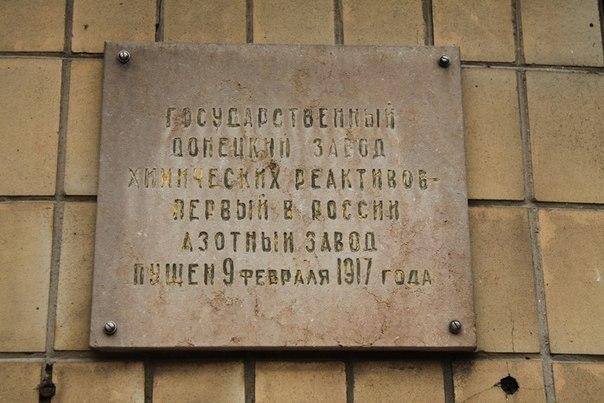 ГОСУДАРСТВЕННЫЙ
ДОНЕЦКИЙ ЗАВОД
ХИМИЧЕСКИХ РЕАКТИВОВ-
ПЕРВЫЙ В РОССИИ
АЗОТНЫЙ ЗАВОД
ПУЩЕН 9 ФЕВРАЛЯ 1917 ГОДА